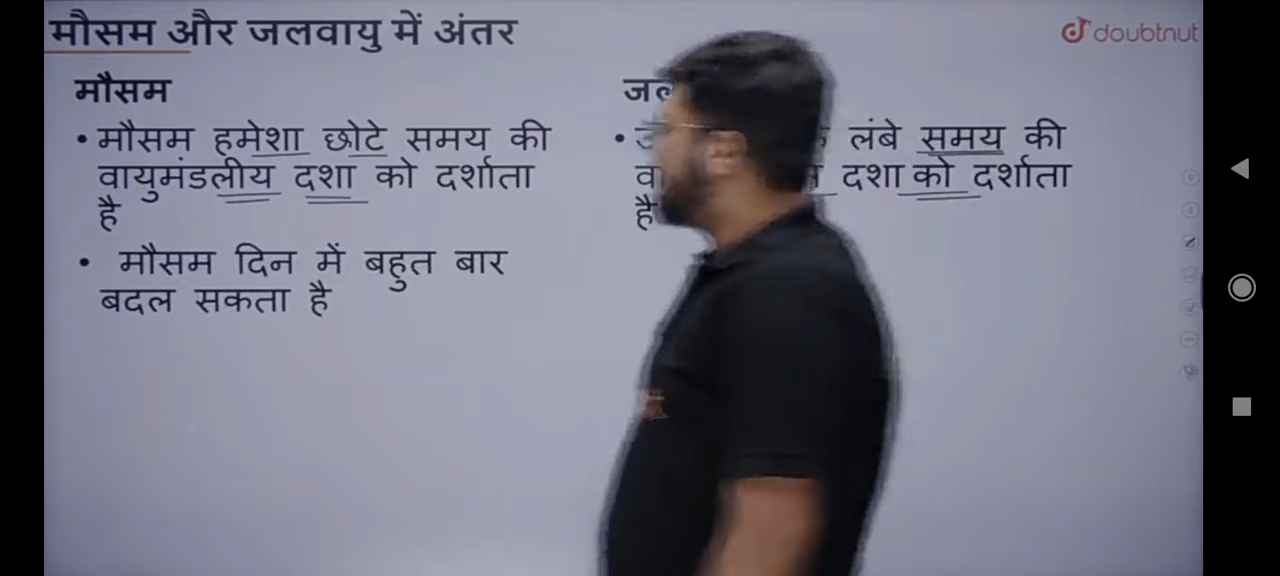 मौसम और जलवायु में अंतर
doubtnut
मौसम
• मौसम हमेशा छोटे समय की
वायुमंडलीय दशा को दर्शाता
है
• मौसम दिन में बहुत बार
बदल सकता है
• लंबे समय की
दशा को दर्शाता
है